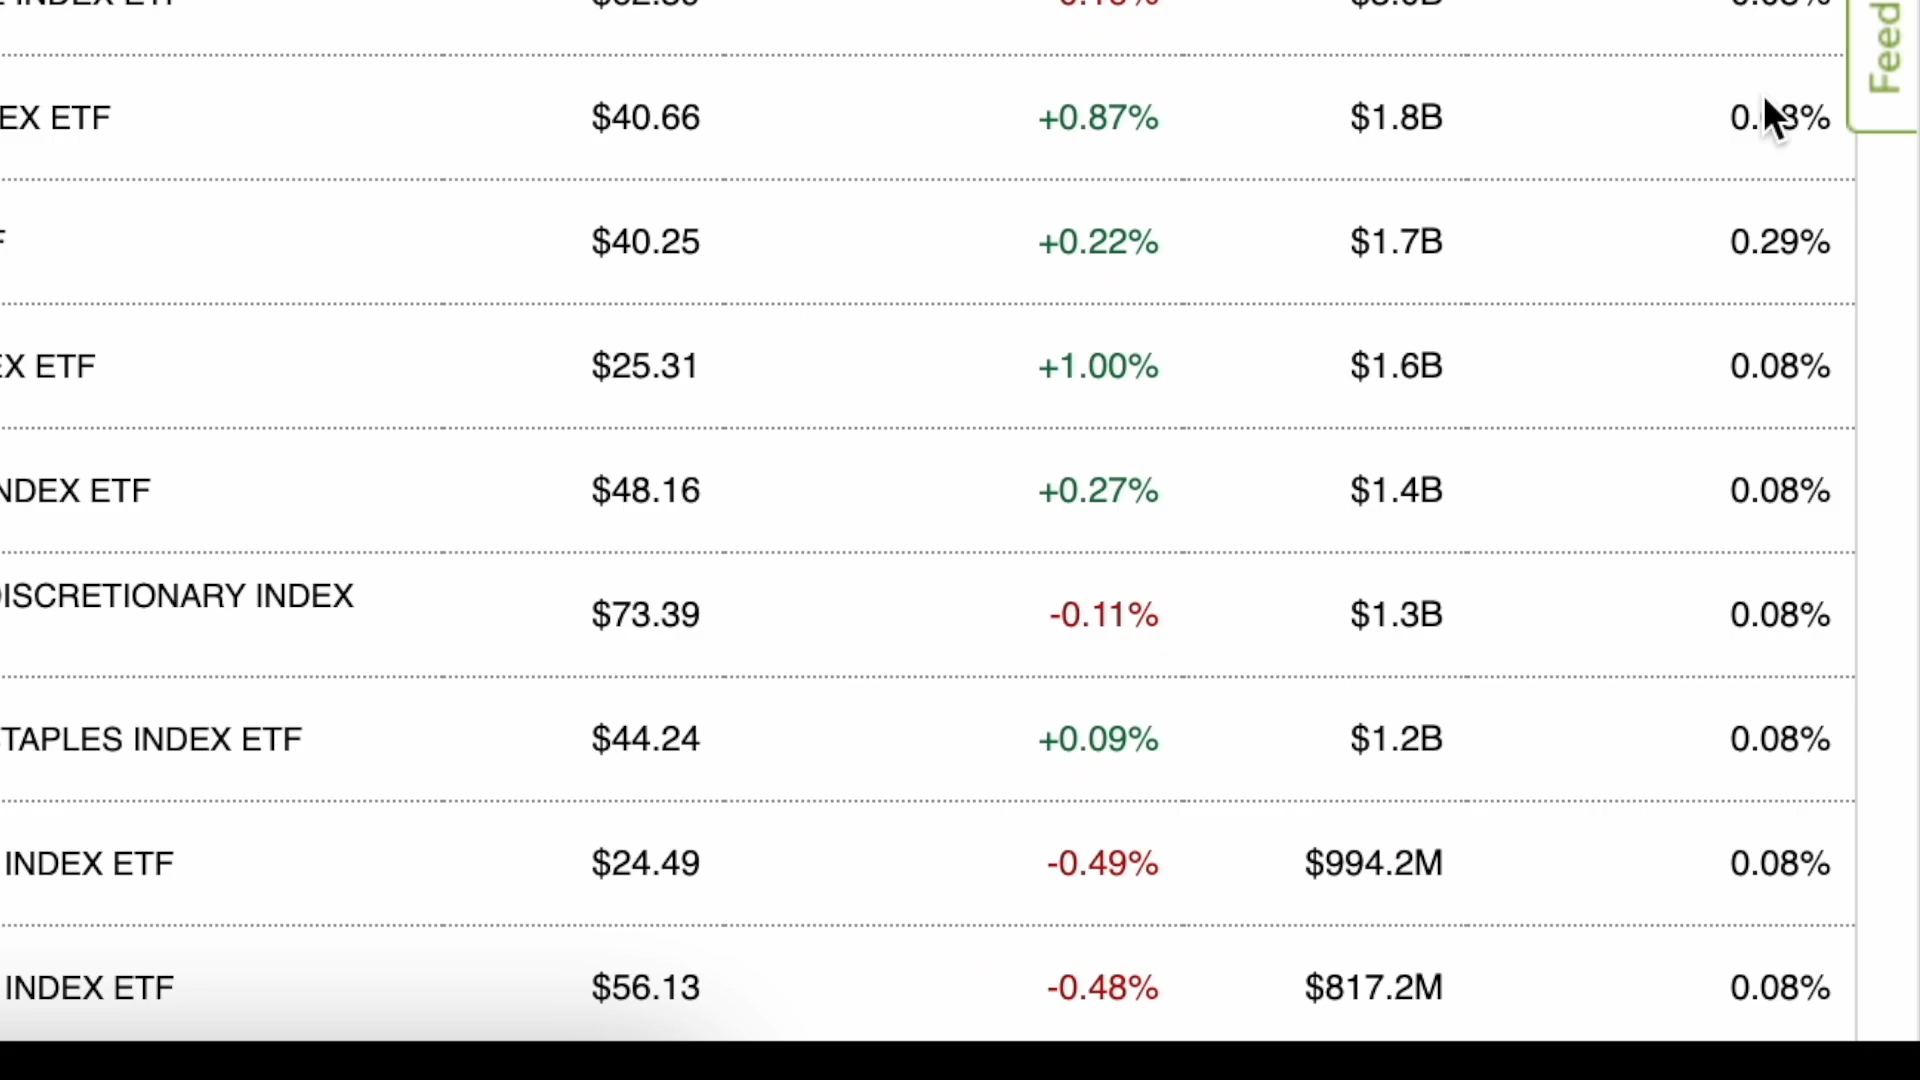 INDEX ETF
EX ETF $40.66 +0.87% $1.8B
$40.25 +0.22% $1.7B 0.29%
EX ETF $25.31 +1.00% $1.6B 0.08%
NDEX ETF $48.16 +0.27% $1.4B 0.08%
DISCRETIONARY INDEX $73.39 -0.11% $1.3B 0.08%
TAPLES INDEX ETF $44.24 +0.09% $1.2B 0.08%
INDEX ETF $24.49 -0.49% $994.2M 0.08%
INDEX ETF $56.13 -0.48% $817.2M 0.08%
Feed